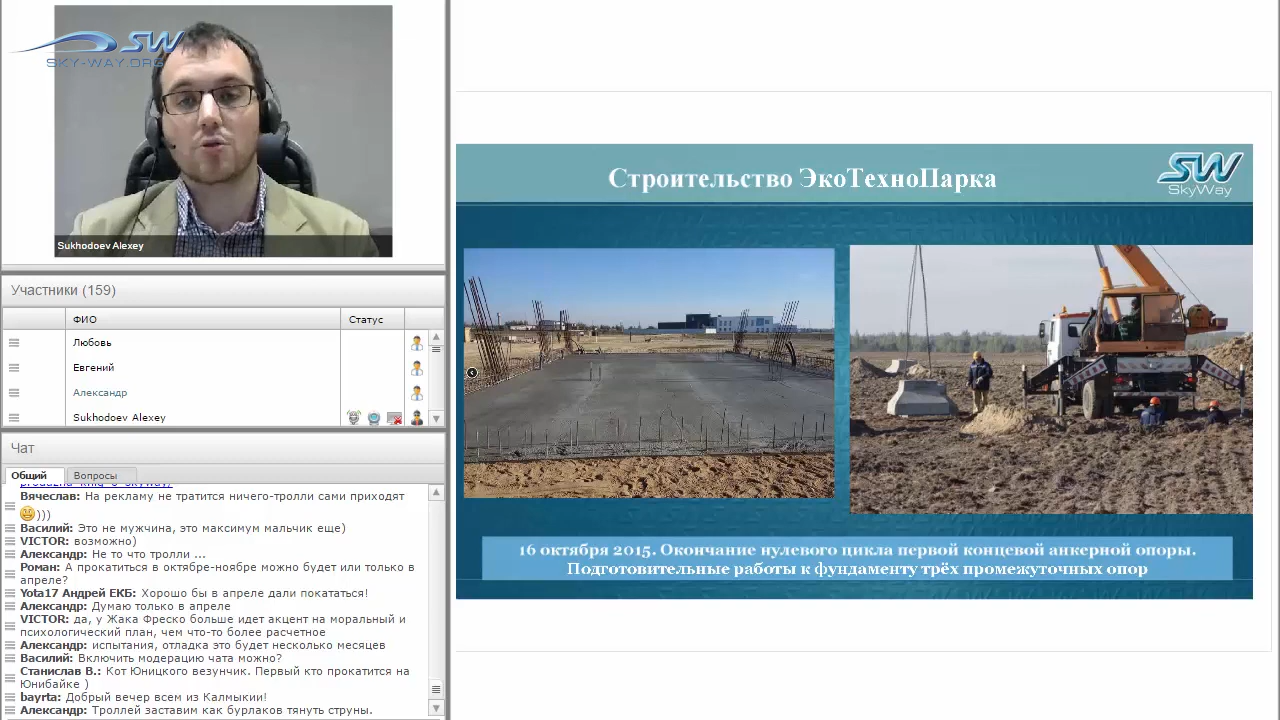 SW
SKY-WAY.ORG
Sukhodoev Alexey
Участники (159)
ФИО
Статус
Любовь
Евгений
Александр
Sukhodoev Alexey
Чат
Общий
Вопросы
Вячеслав: На рекламу не тратится ничего-тролли сами приходят
)))
Василий: Это не мужчина, это максимум мальчик еще)
VICTOR: возможно)
Александр: Не то что тролли ...
Роман: А прокатиться в октябре-ноябре можно будет или только в
апреле?
Yota17 Андрей ЕКБ: Хорошо бы в апреле дали покататься!
Александр: Думаю только в апреле
VICTOR: да, у Жака Фреско больше идет акцент на моральный и
психологический план, чем что-то более расчетное
Александр: испытания, отладка это будет несколько месяцев
Василий: Включить модерацию чата можно?
Станислав В.: Кот Юницкого везунчик. Первый кто прокатится на
Юнибайке )
bayrta: Добрый вечер всем из Калмыкии!
Александр: Троллей заставим как бурлаков тянуть струны.
Строительство ЭкоТехноПарка
SW
SkyWay
16 октября 2015. Окончание нулевого цикла первой концевой анкерной опоры.
Подготовительные работы к фундаменту трёх промежуточных опор